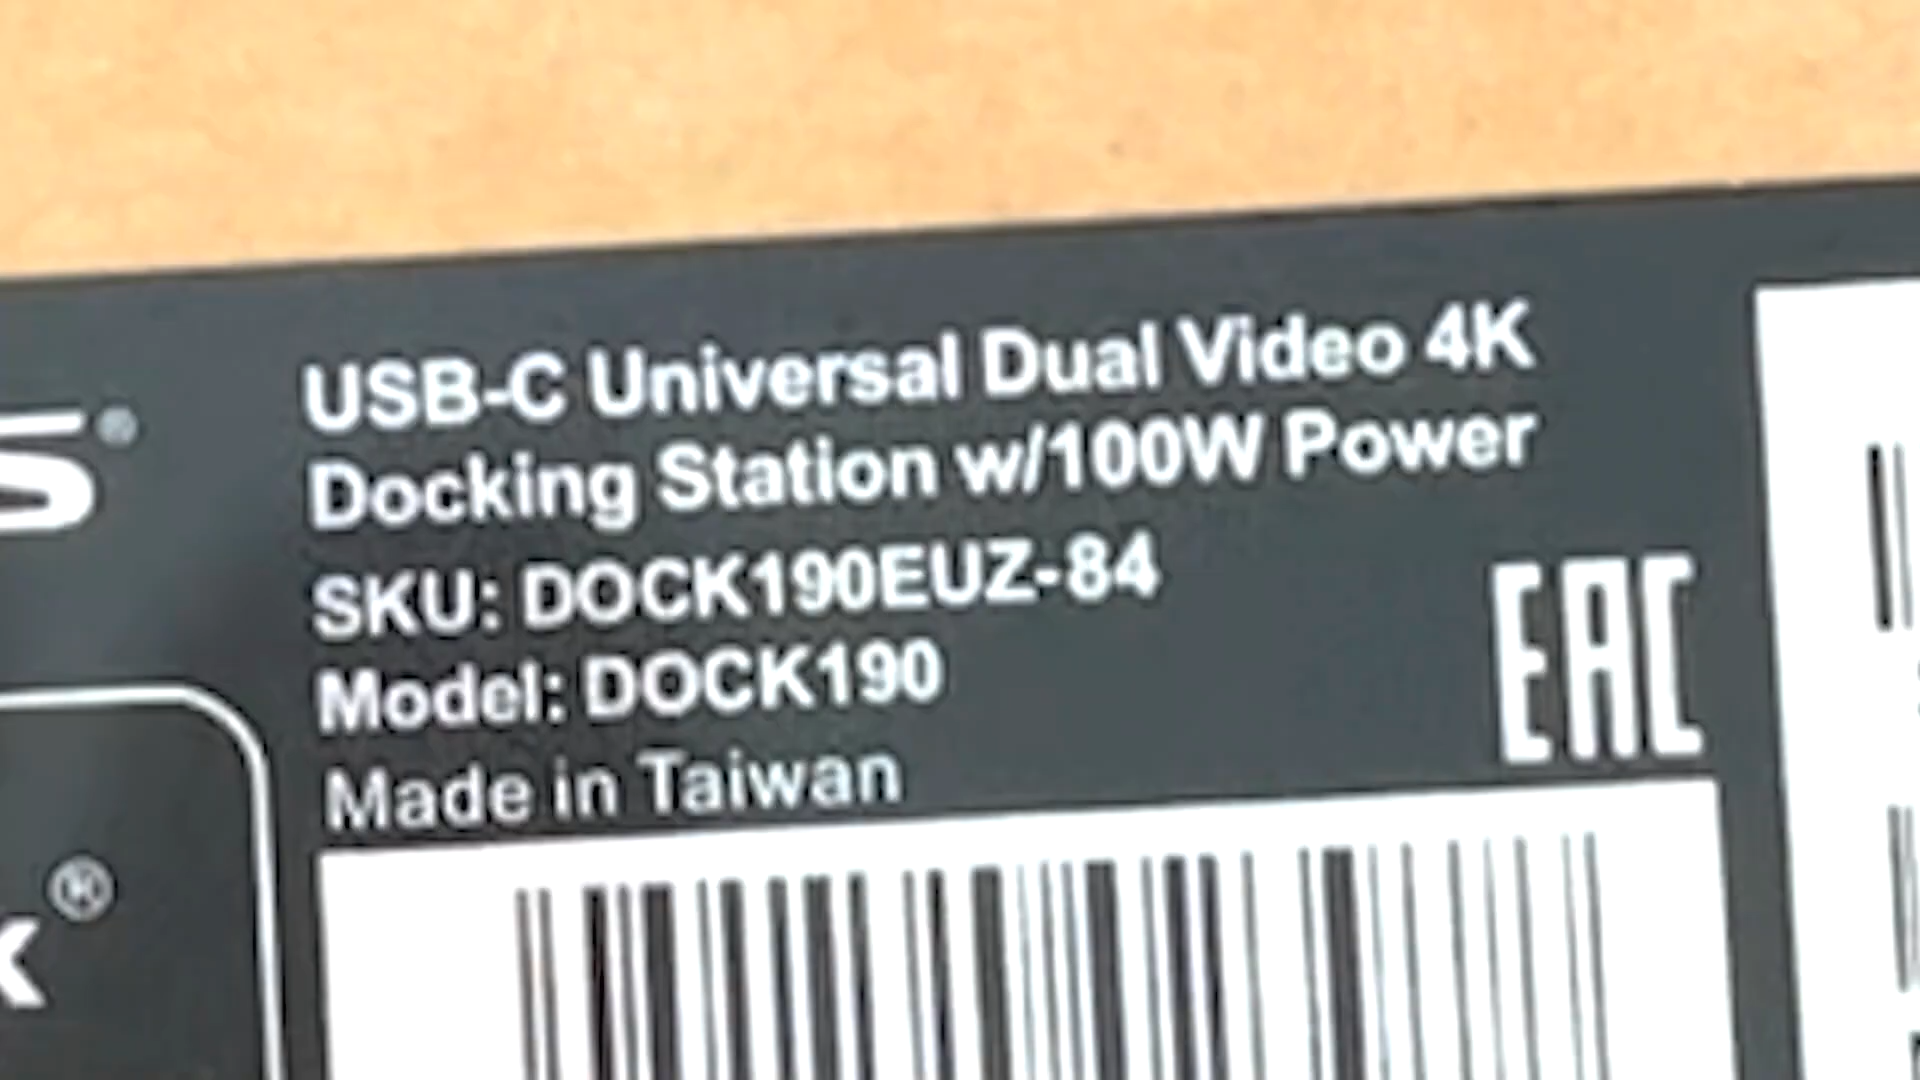 USB-C Universal Dual Video 4K
Docking Station w/100W Power
SKU: DOCK190EUZ-84
Model: DOCK190
Made in Taiwan
EAC
S®
k®